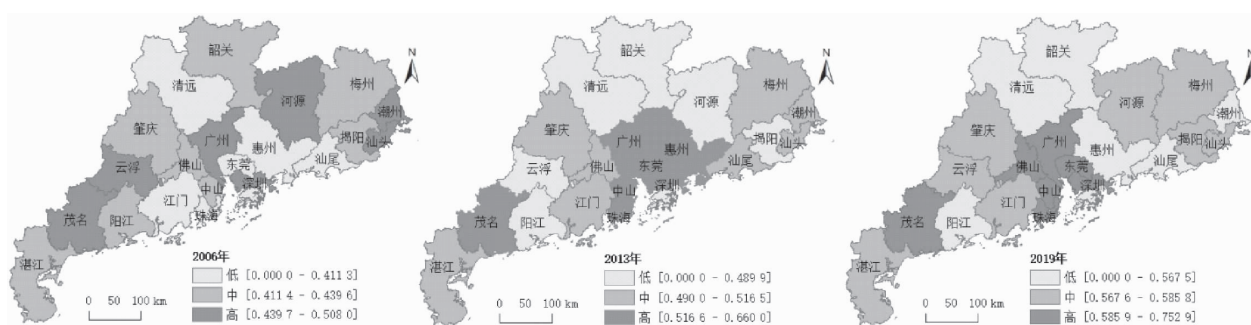 韶关
清远
河源
梅州
潮州
肇庆
广州
惠州
揭阳
汕头
云浮
佛山
东莞
汕尾
中山
深圳
江门
珠海
茂名
阳江
湛江
N
2006年
低 [0.000 0 - 0.411 3]
中 [0.411 4 - 0.439 6]
高 [0.439 7 - 0.508 0]
0 50 100 km
韶关
清远
河源
梅州
潮州
肇庆
广州
惠州
揭阳
汕头
云浮
佛山
东莞
汕尾
中山
深圳
江门
珠海
茂名
阳江
湛江
N
2013年
低 [0.000 0 - 0.489 9]
中 [0.490 0 - 0.516 5]
高 [0.516 6 - 0.660 0]
0 50 100 km
韶关
清远
河源
梅州
潮州
肇庆
广州
惠州
揭阳
汕头
云浮
佛山
东莞
汕尾
中山
深圳
江门
珠海
茂名
阳江
湛江
N
2019年
低 [0.000 0 - 0.567 5]
中 [0.567 6 - 0.585 8]
高 [0.585 9 - 0.752 9]
0 50 100 km